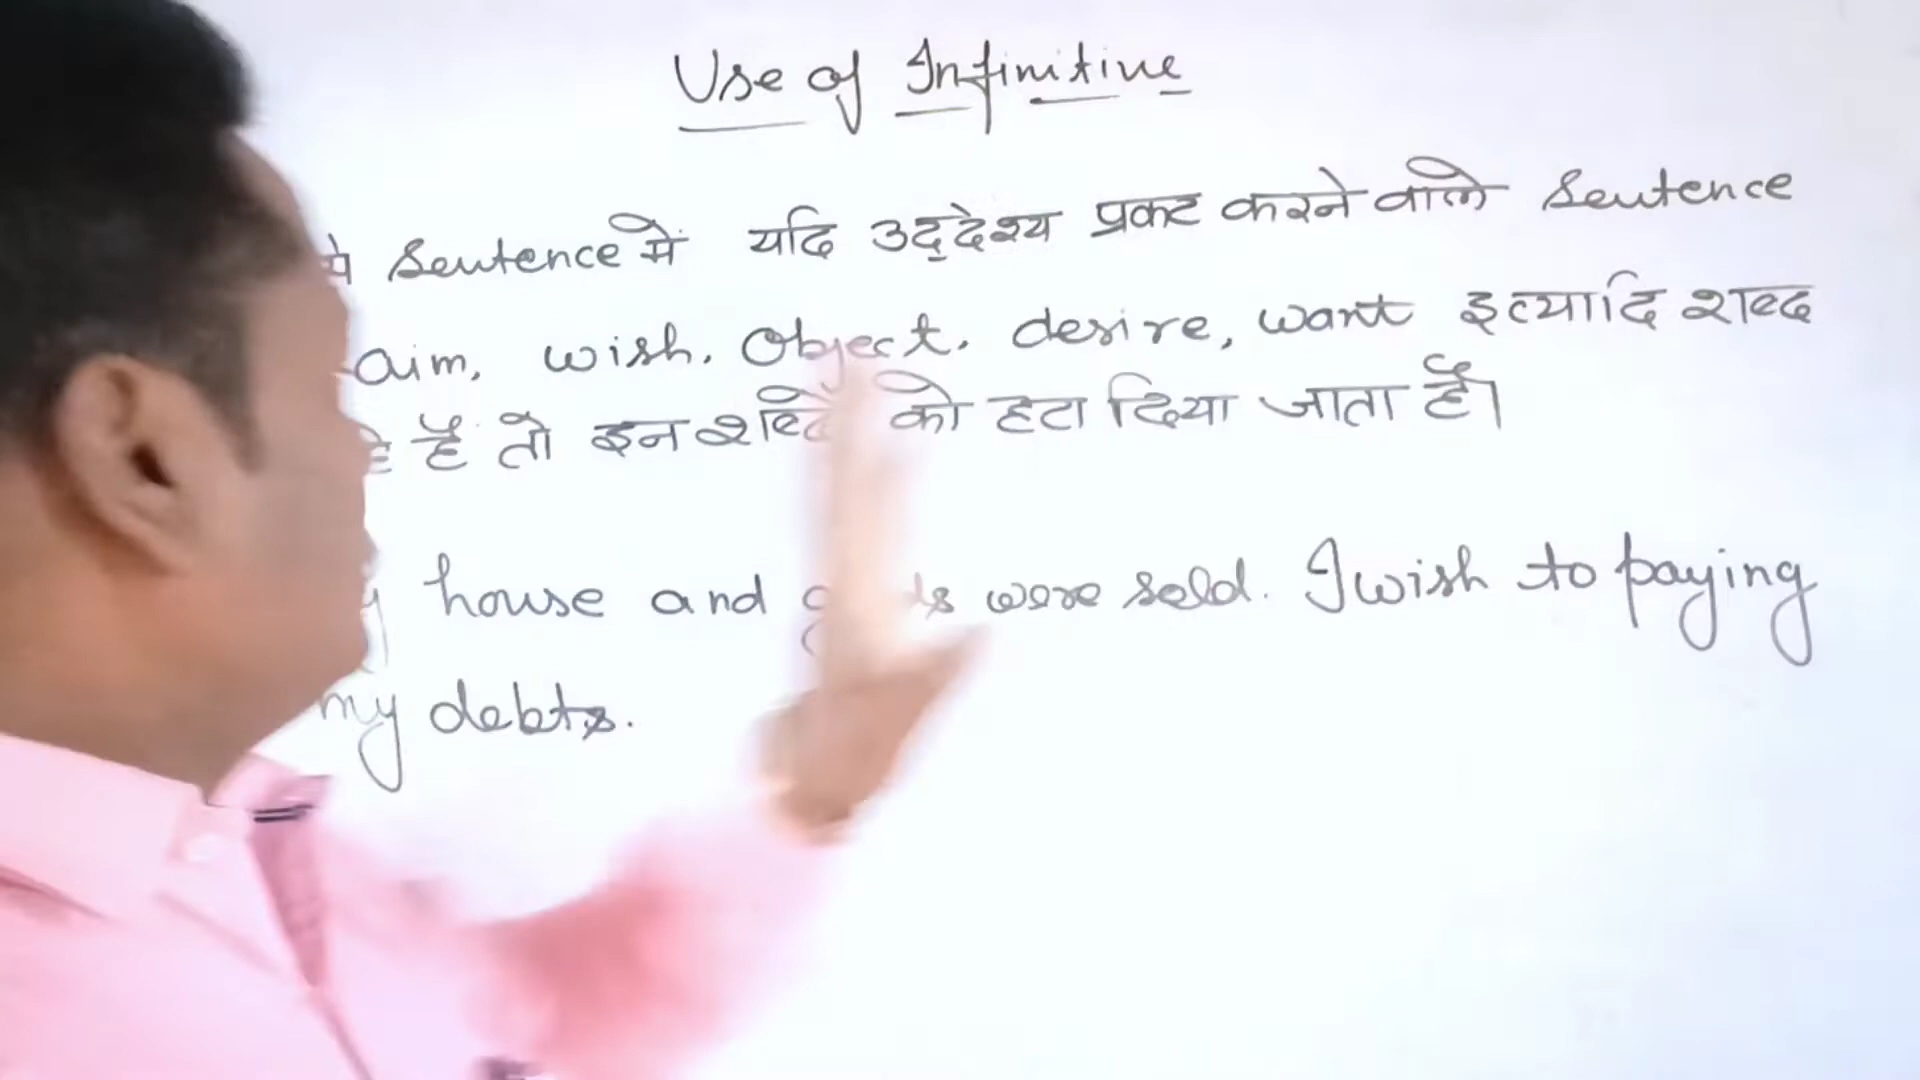 Use of Infinitive
Sentence में यदि उद्देश्य प्रकट करने वाले Sentence
aim, wish, Object, desire, want इत्यादि शब्द
है तो इन को हटा दिया जाता है।
house and were sold. I wish to paying
my debts.